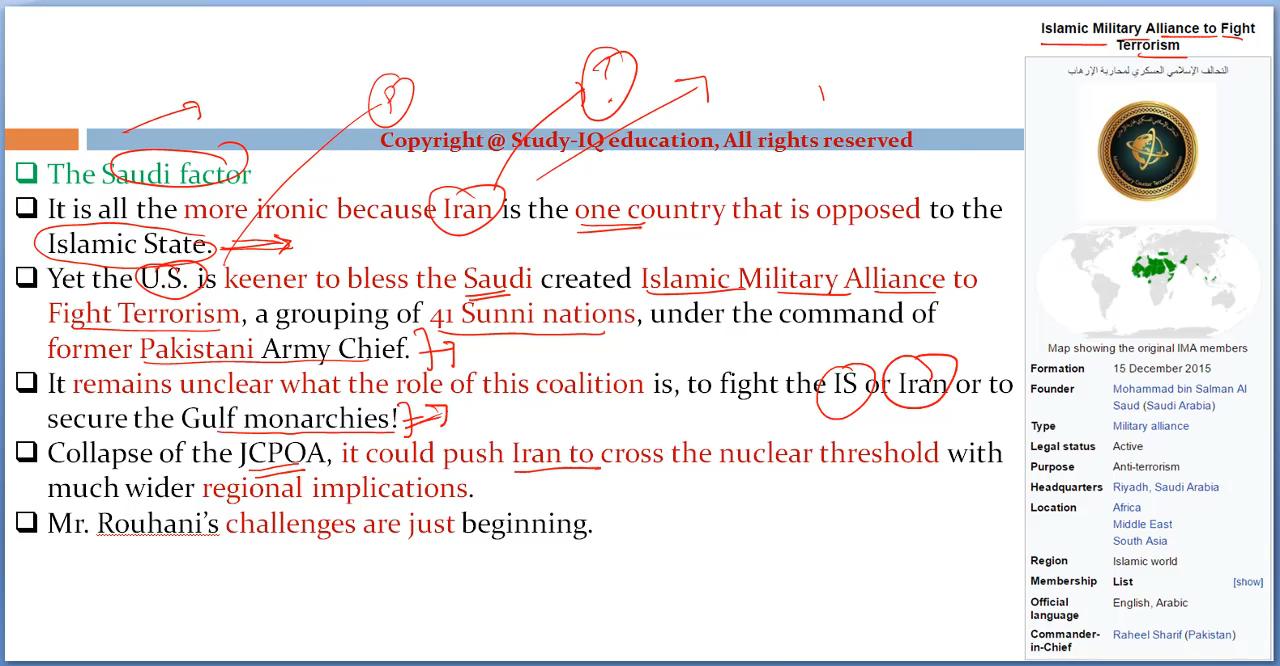 Copyright @ Study-IQ education, All rights reserved
❑ The Saudi factor
❑ It is all the more ironic because Iran is the one country that is opposed to the
Islamic State.
❑ Yet the U.S. is keener to bless the Saudi created Islamic Military Alliance to
Fight Terrorism, a grouping of 41 Sunni nations, under the command of
former Pakistani Army Chief.
❑ It remains unclear what the role of this coalition is, to fight the IS or Iran or to
secure the Gulf monarchies!
❑ Collapse of the JCPOA, it could push Iran to cross the nuclear threshold with
much wider regional implications.
❑ Mr. Rouhani's challenges are just beginning.
Islamic Military Alliance to Fight
Terrorism
التحالف الإسلامي العسكري لمحاربة الإرهاب
Map showing the original IMA members
Formation 15 December 2015
Founder Mohammad bin Salman Al
Saud (Saudi Arabia)
Type Military alliance
Legal status Active
Purpose Anti-terrorism
Headquarters Riyadh, Saudi Arabia
Location Africa
Middle East
South Asia
Region Islamic world
Membership List [show]
Official English, Arabic
language
Commander- Raheel Sharif (Pakistan)
in-Chief